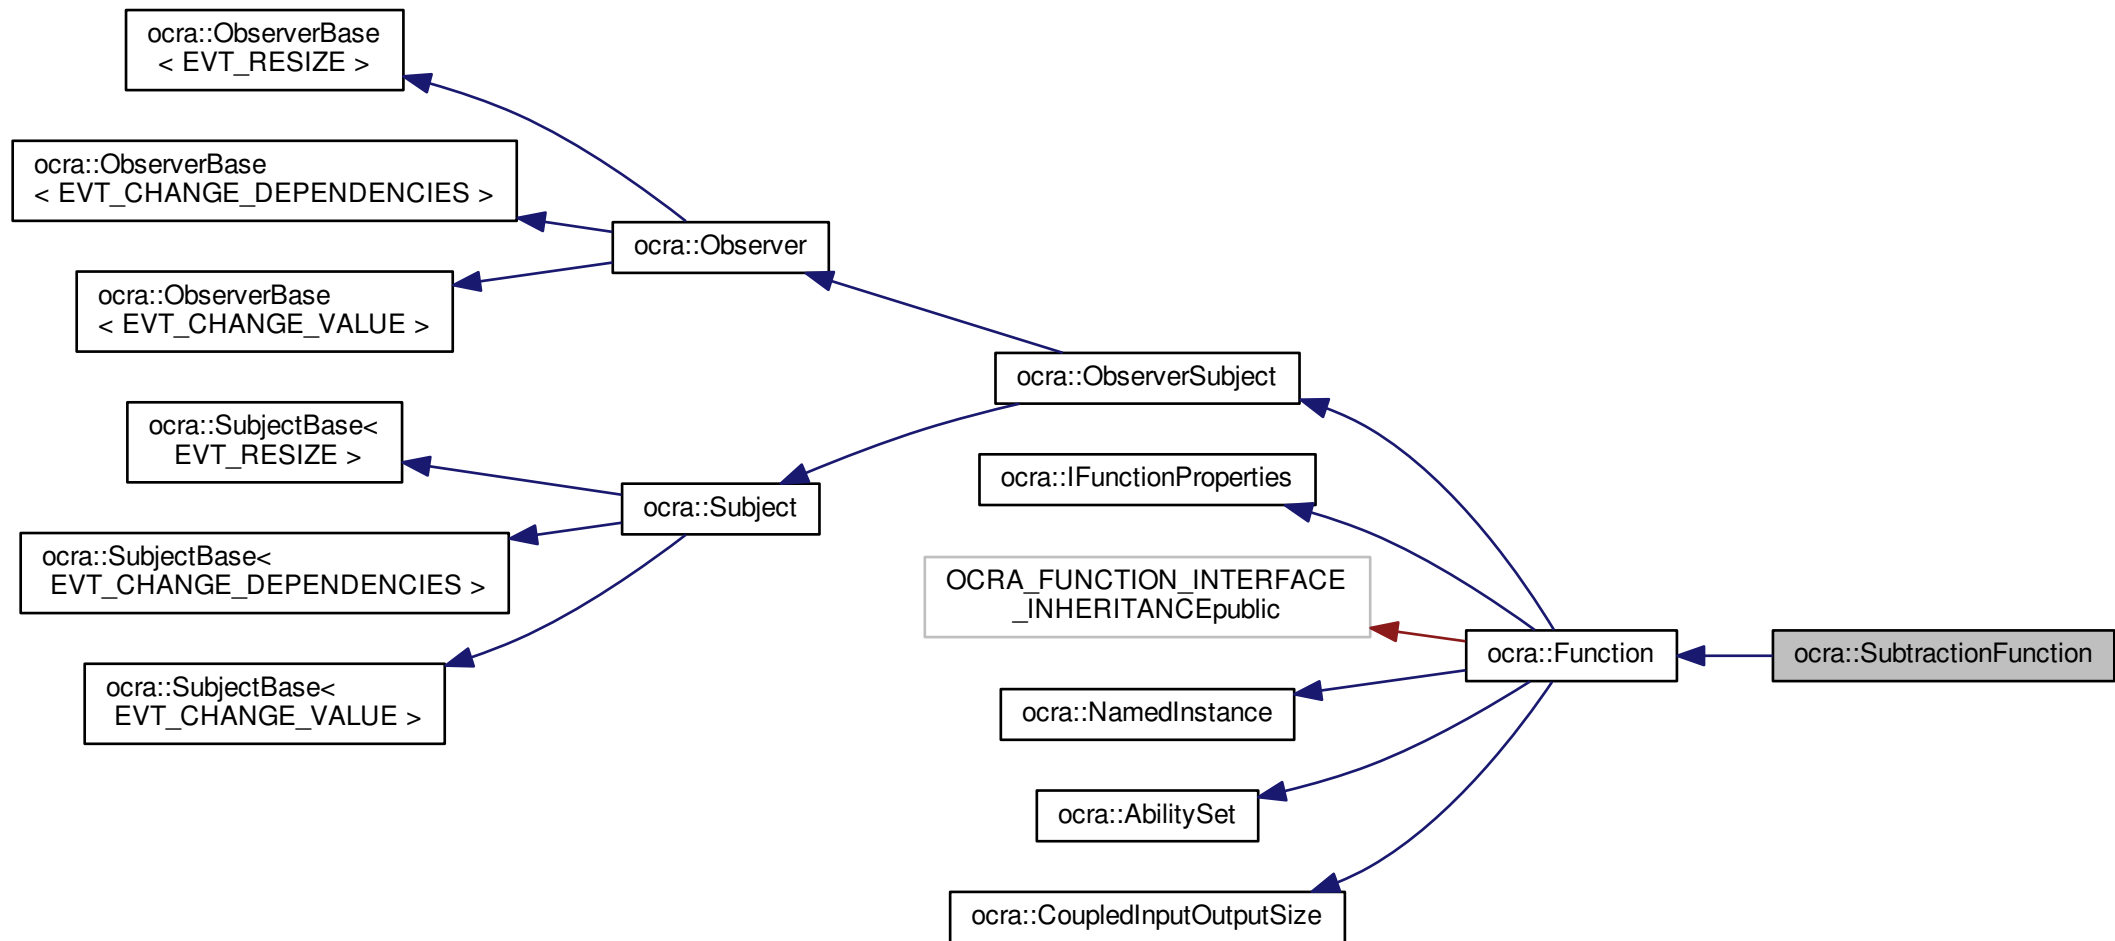 ocra::ObserverBase
< EVT_RESIZE >
ocra::ObserverBase
< EVT_CHANGE_DEPENDENCIES >
ocra::Observer
ocra::ObserverBase
< EVT_CHANGE_VALUE >
ocra::ObserverSubject
ocra::SubjectBase<
EVT_RESIZE >
ocra::IFunctionProperties
ocra::Subject
ocra::SubjectBase<
EVT_CHANGE_DEPENDENCIES >
OCRA_FUNCTION_INTERFACE
_INHERITANCEpublic
ocra::Function
ocra::SubtractionFunction
ocra::SubjectBase<
EVT_CHANGE_VALUE >
ocra::NamedInstance
ocra::AbilitySet
ocra::CoupledInputOutputSize